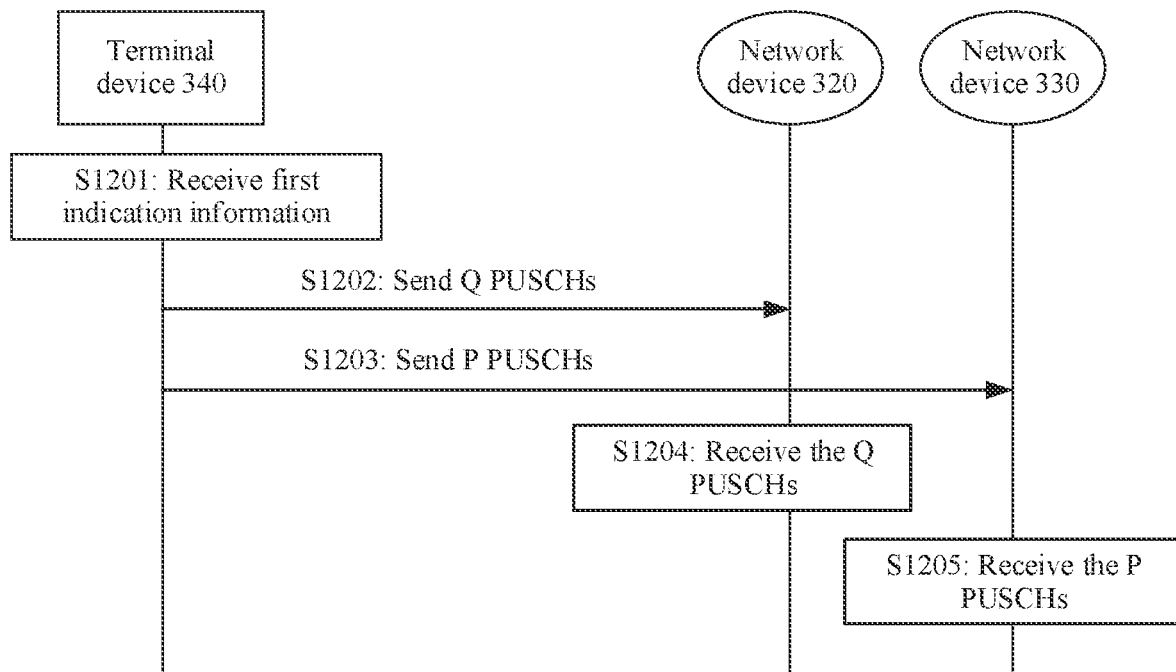 Terminal
device 340
Network
device 320
Network
device 330
S1201: Receive first
indication information
S1202: Send Q PUSCHs
S1203: Send P PUSCHs
S1204: Receive the Q
PUSCHs
S1205: Receive the P
PUSCHs